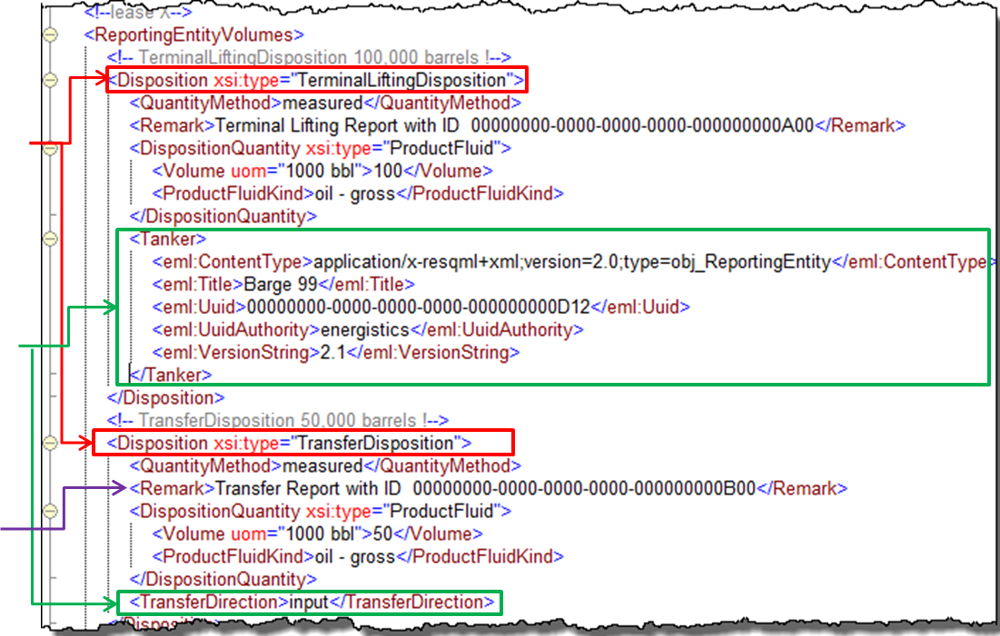 <!--lease X-->
<ReportingEntityVolumes>
<!-- TerminalLiftingDisposition 100,000 barrels !-->
<Disposition xsi:type="TerminalLiftingDisposition">
<QuantityMethod>measured</QuantityMethod>
<Remark>Terminal Lifting Report with ID  00000000-0000-0000-0000-000000000A00</Remark>
<DispositionQuantity xsi:type="ProductFluid">
<Volume uom="1000 bbl">100</Volume>
<ProductFluidKind>oil - gross</ProductFluidKind>
</DispositionQuantity>
<Tanker>
<eml:ContentType>application/x-resqml+xml;version=2.0;type=obj_ReportingEntity</eml:ContentType>
<eml:Title>Barge 99</eml:Title>
<eml:Uuid>00000000-0000-0000-0000-000000000D12</eml:Uuid>
<eml:UuidAuthority>energistics</eml:UuidAuthority>
<eml:VersionString>2.1</eml:VersionString>
</Tanker>
</Disposition>
<!-- TransferDisposition 50,000 barrels !-->
<Disposition xsi:type="TransferDisposition">
<QuantityMethod>measured</QuantityMethod>
<Remark>Transfer Report with ID  00000000-0000-0000-0000-000000000B00</Remark>
<DispositionQuantity xsi:type="ProductFluid">
<Volume uom="1000 bbl">50</Volume>
<ProductFluidKind>oil - gross</ProductFluidKind>
</DispositionQuantity>
<TransferDirection>input</TransferDirection>